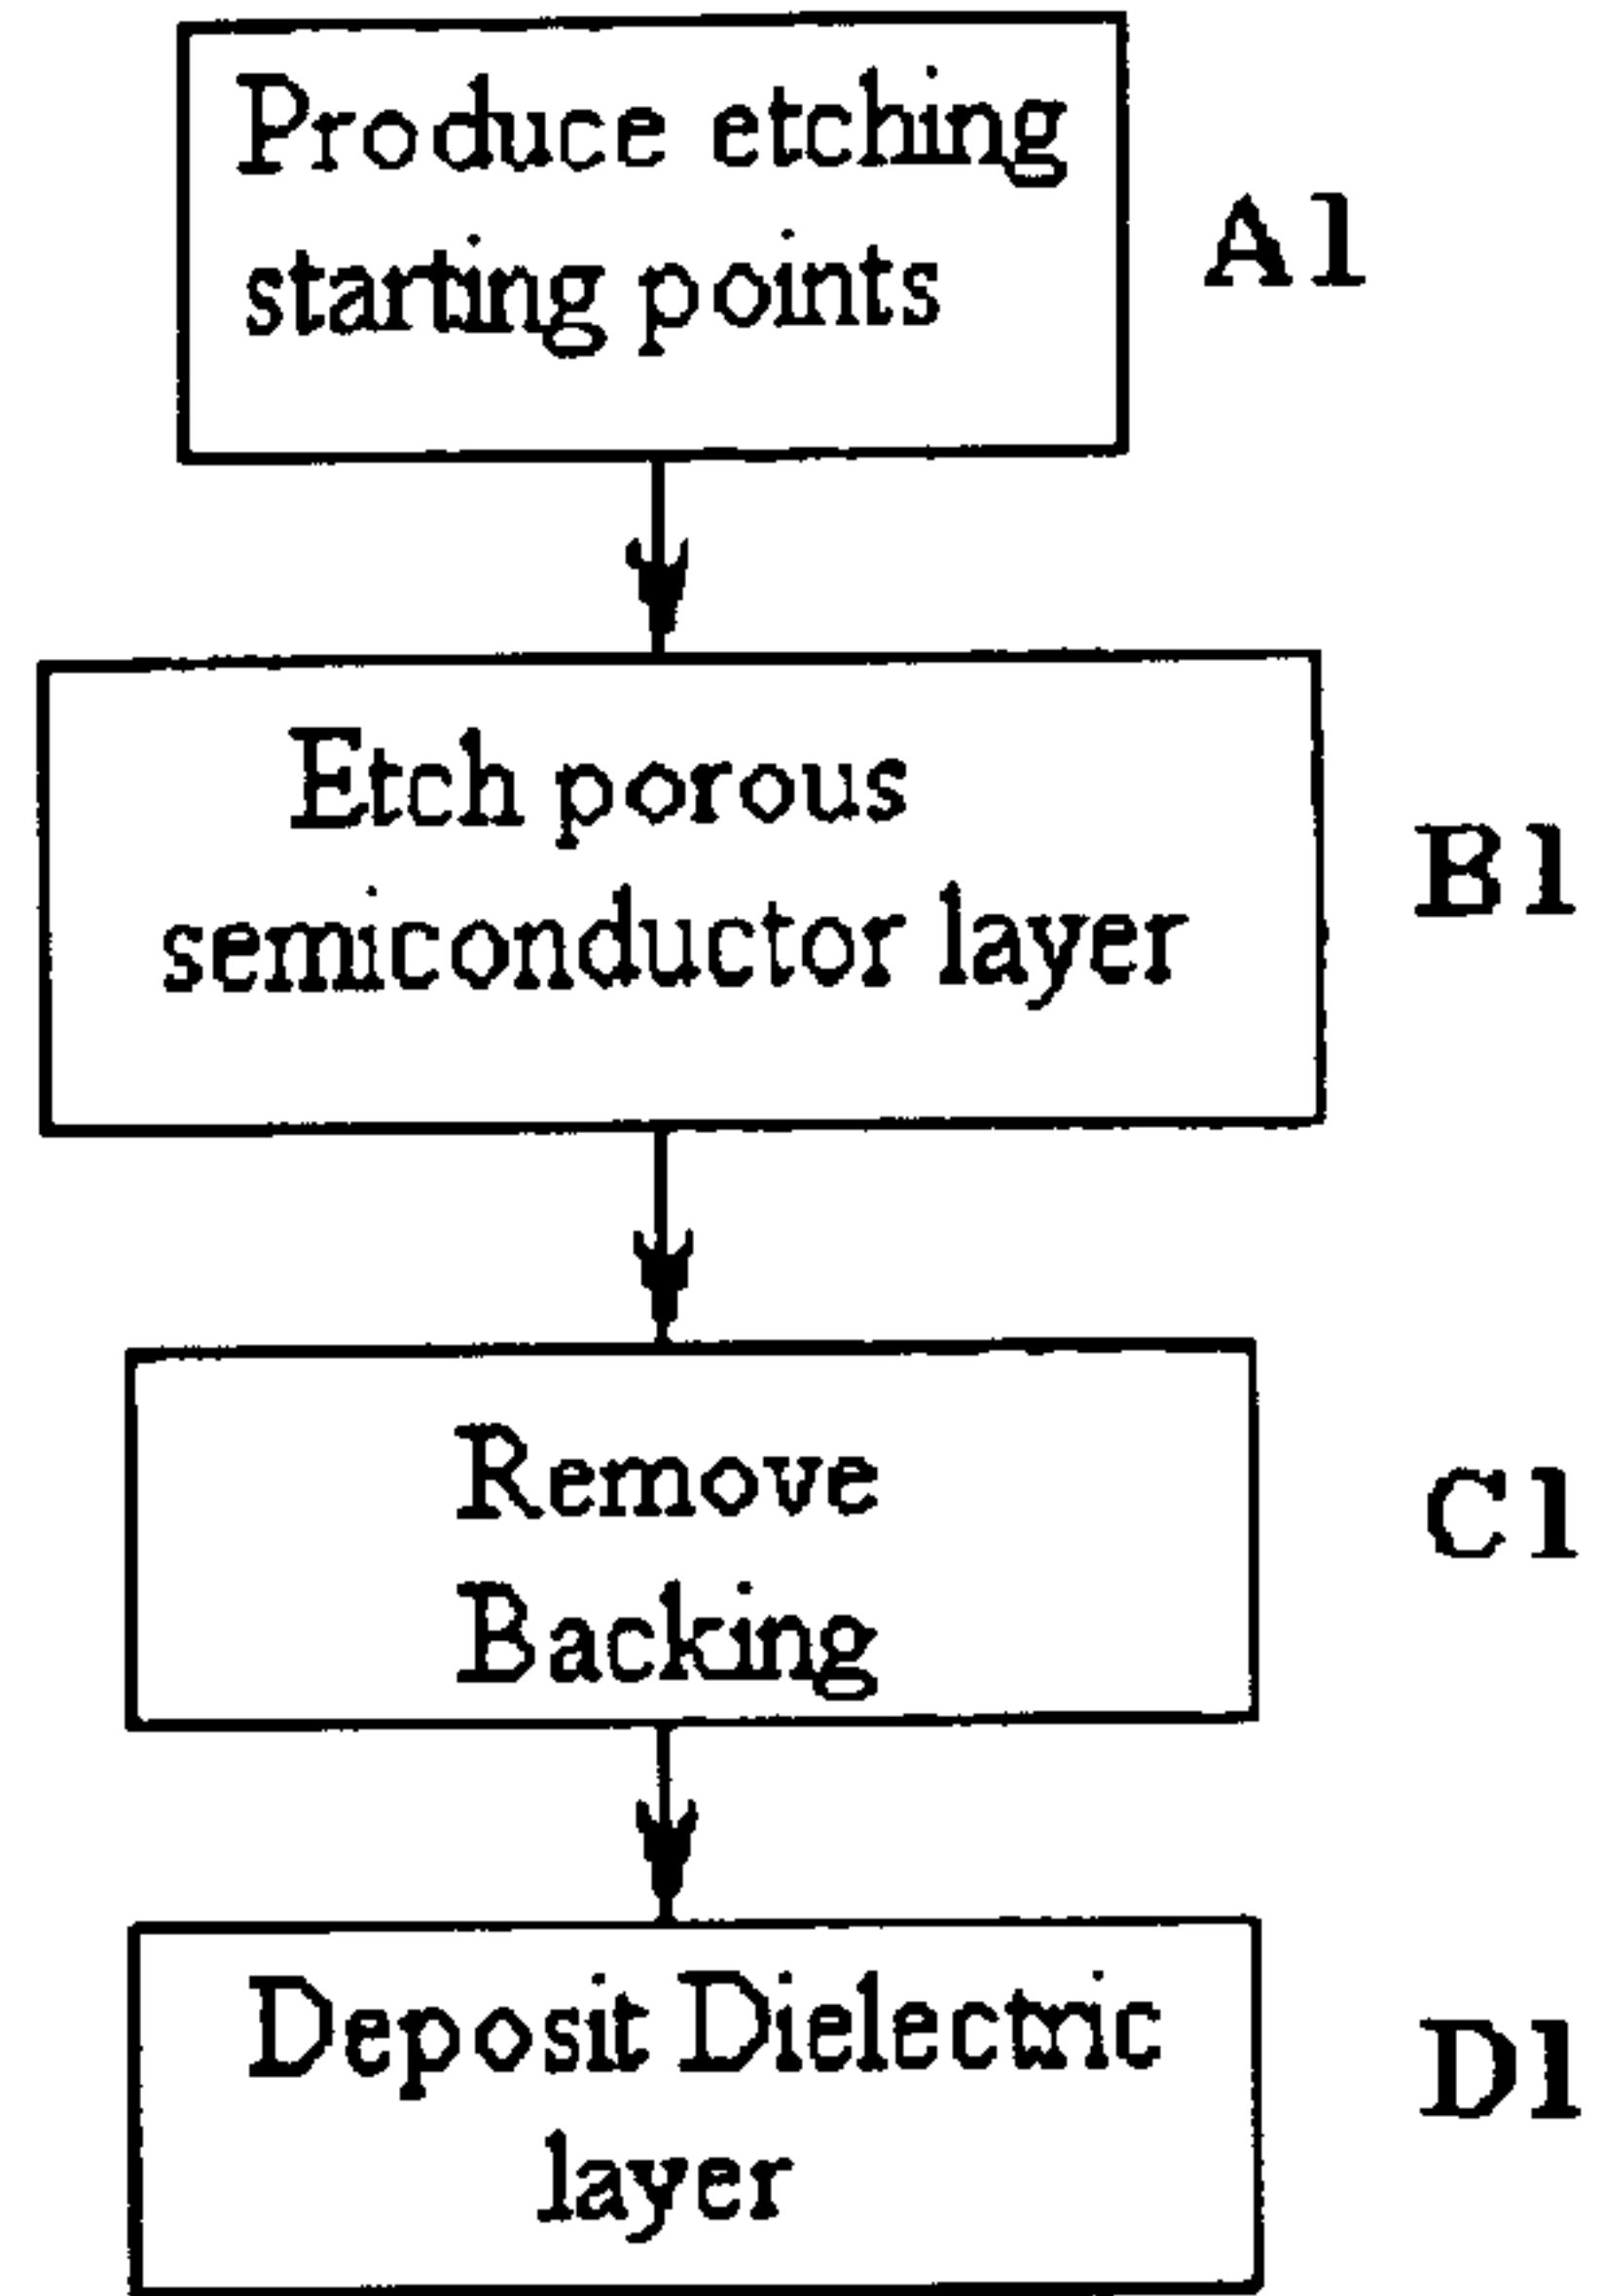 Produce etching
starting points
A1
Etch porous
semiconductor layer
B1
Remove
Backing
C1
Deposit Dielectric
layer
D1